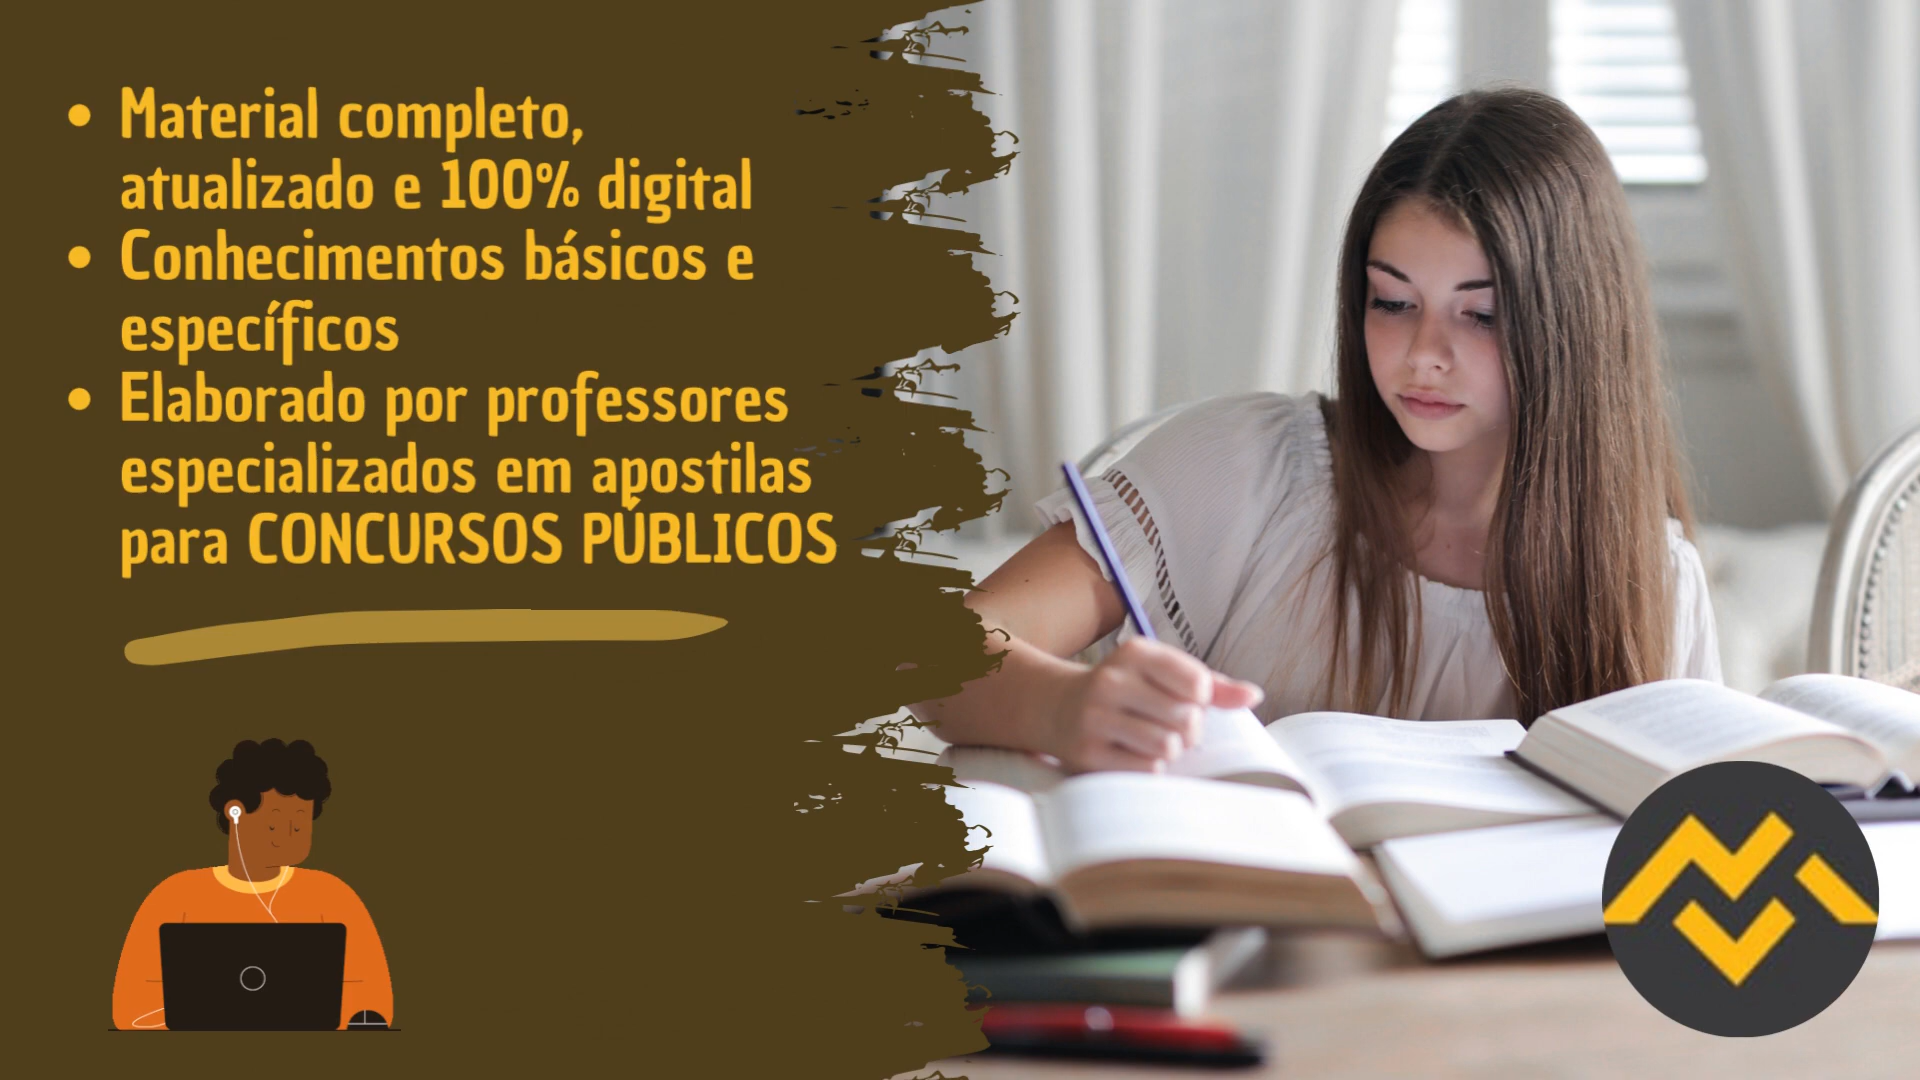 • Material completo,
atualizado e 100% digital
• Conhecimentos básicos e
específicos
• Elaborado por professores
especializados em apostilas
para CONCURSOS PÚBLICOS